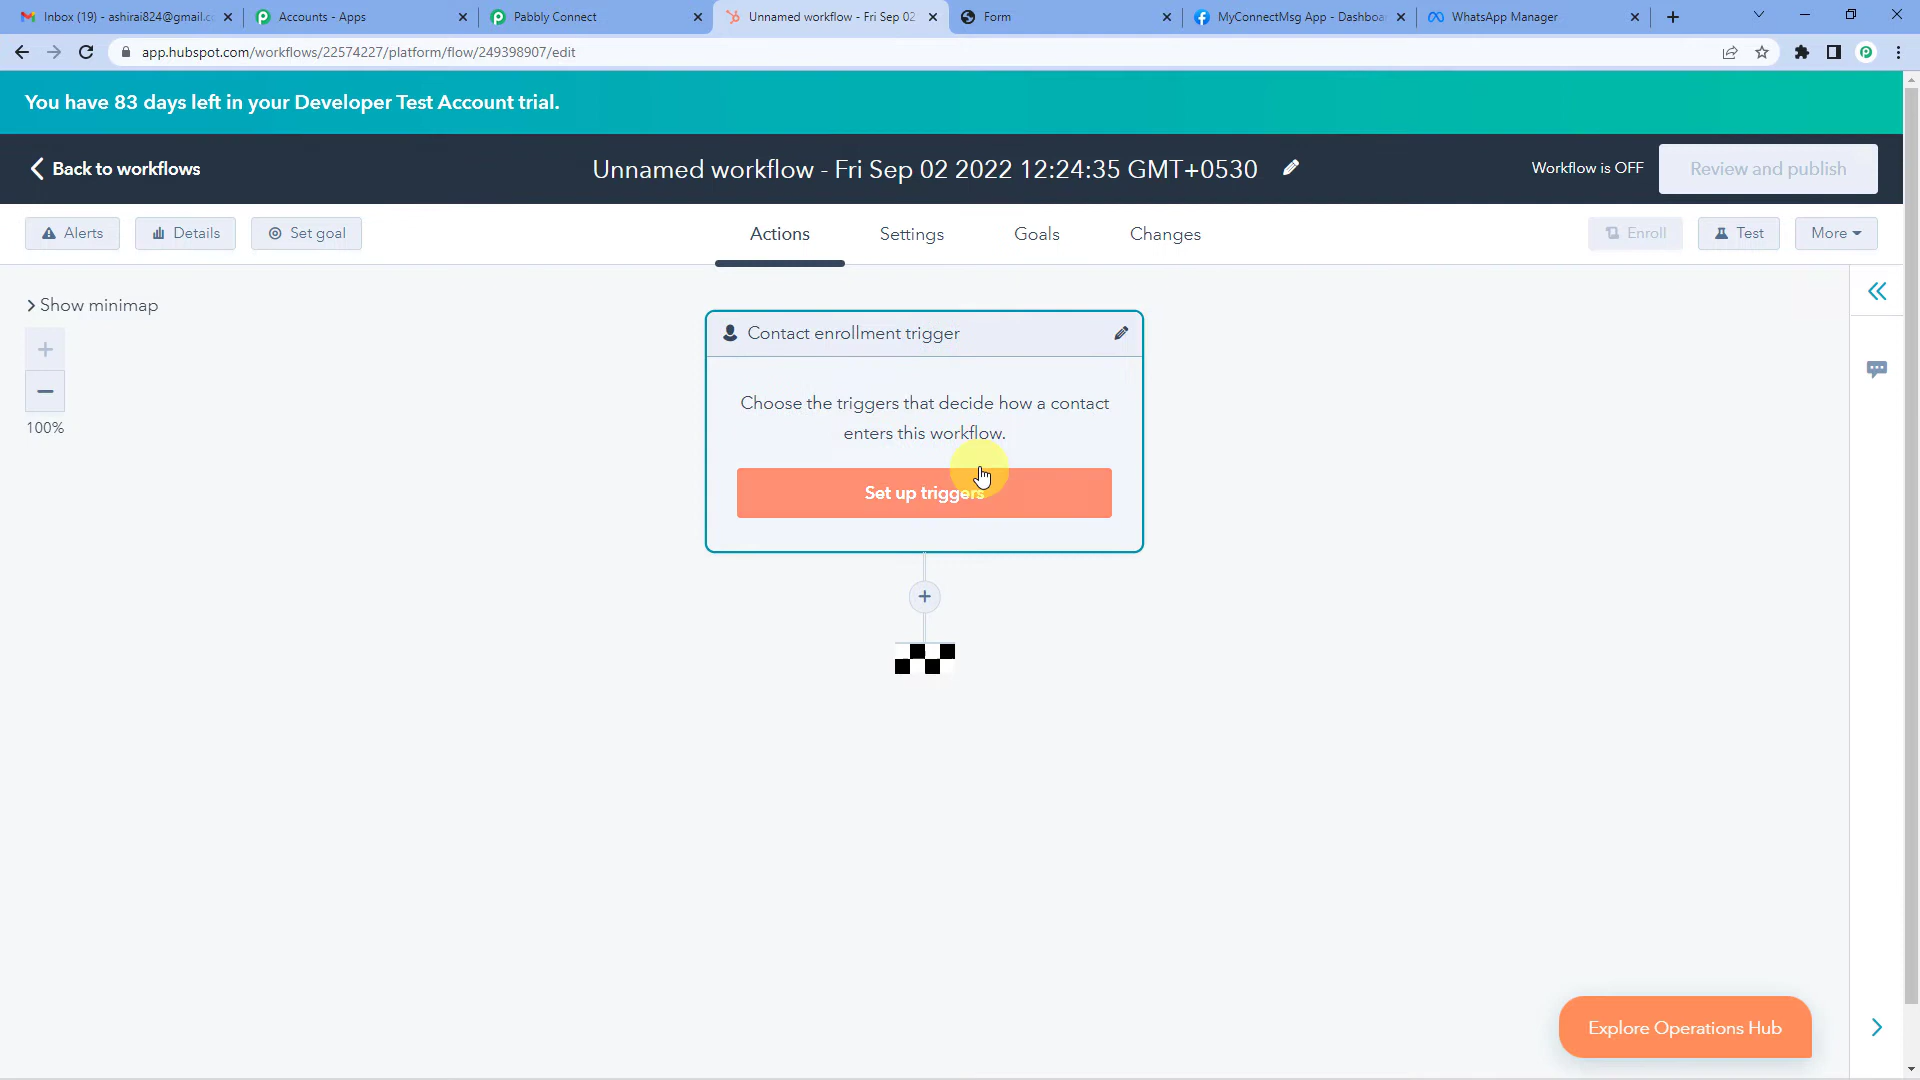 Inbox (19) - ashirai824@gmail.c
Accounts - Apps
Pabbly Connect
Unnamed workflow - Fri Sep 02
Form
MyConnectMsg App - Dashboa
WhatsApp Manager
app.hubspot.com/workflows/22574227/platform/flow/249398907/edit
You have 83 days left in your Developer Test Account trial.
Back to workflows
Unnamed workflow - Fri Sep 02 2022 12:24:35 GMT+0530
Workflow is OFF
Review and publish
Alerts
Details
Set goal
Actions
Settings
Goals
Changes
Enroll
Test
More
Show minimap
100%
Contact enrollment trigger
Choose the triggers that decide how a contact
enters this workflow.
Set up triggers
Explore Operations Hub